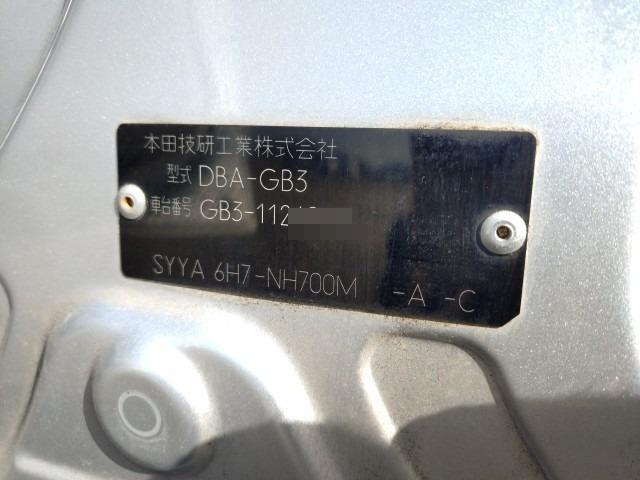 本田技研工業株式会社
型式 DBA-GB3
車台番号 GB3-112
SYYA 6H7-NH700M -A -C